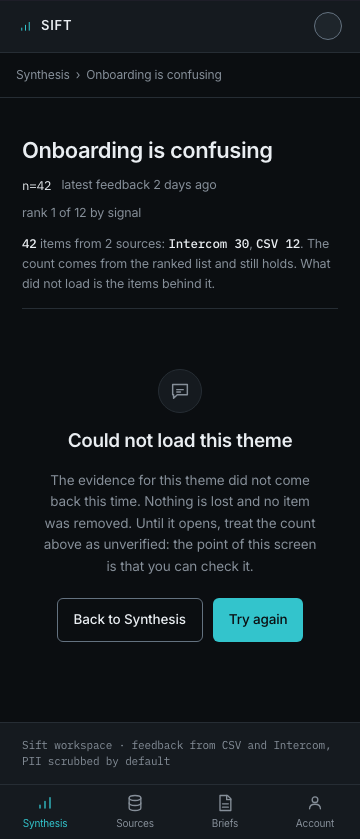 SIFT
Synthesis › Onboarding is confusing
Onboarding is confusing
n=42 latest feedback 2 days ago
rank 1 of 12 by signal
42 items from 2 sources: Intercom 30, CSV 12. The
count comes from the ranked list and still holds. What
did not load is the items behind it.
Could not load this theme
The evidence for this theme did not come
back this time. Nothing is lost and no item
was removed. Until it opens, treat the count
above as unverified: the point of this screen
is that you can check it.
Back to Synthesis Try again
Sift workspace · feedback from CSV and Intercom,
PII scrubbed by default
Synthesis Sources Briefs Account